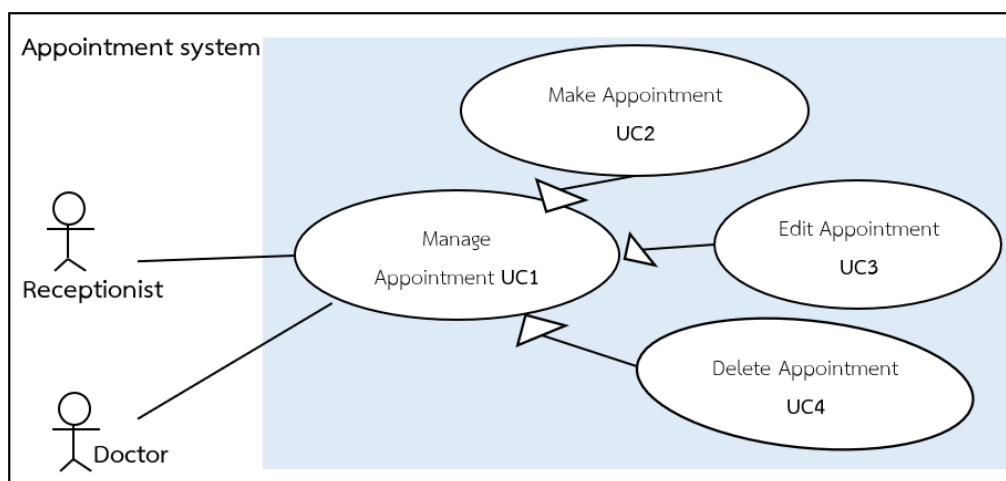 Appointment system
Make Appointment
UC2
Manage
Appointment UC1
Edit Appointment
UC3
Receptionist
Delete Appointment
UC4
Doctor